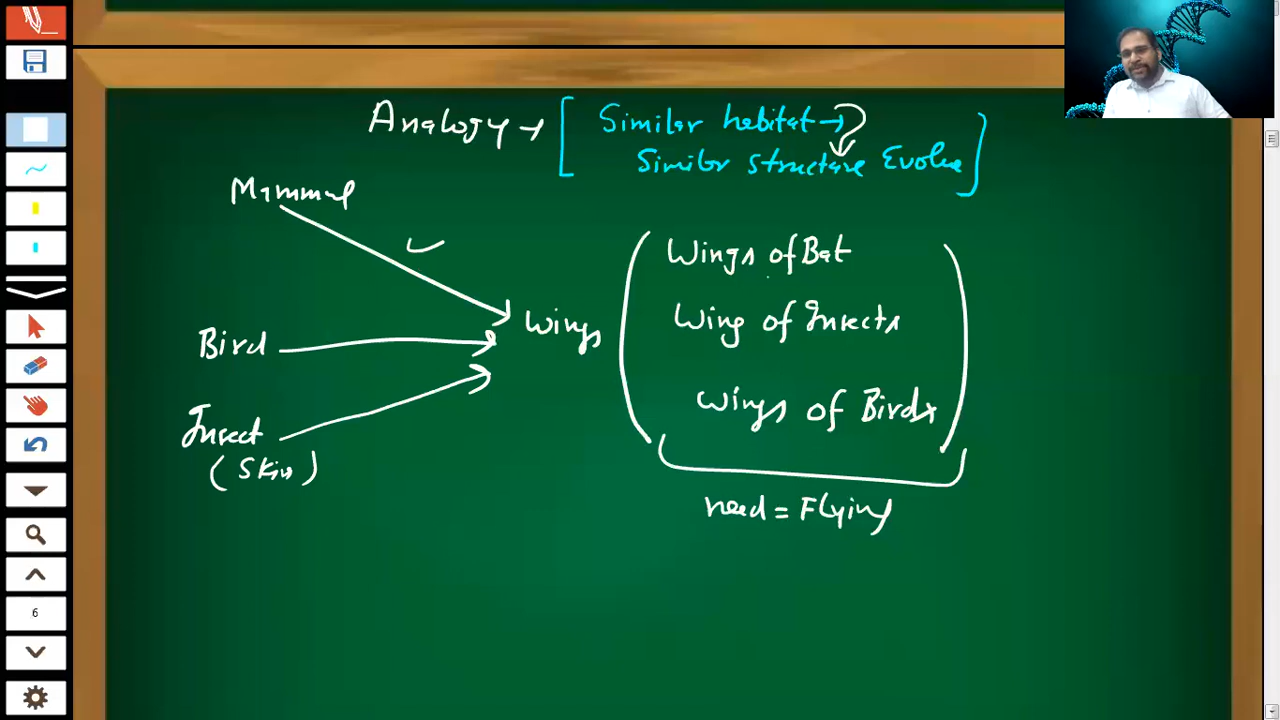 Analogy → [ Similar habitat →
Similar structure Evolve ]
Mammal
Wings of Bat
Wing of Insects
Wings
Bird
Wings of Birds
Insect
(Skin)
need = Flying
6